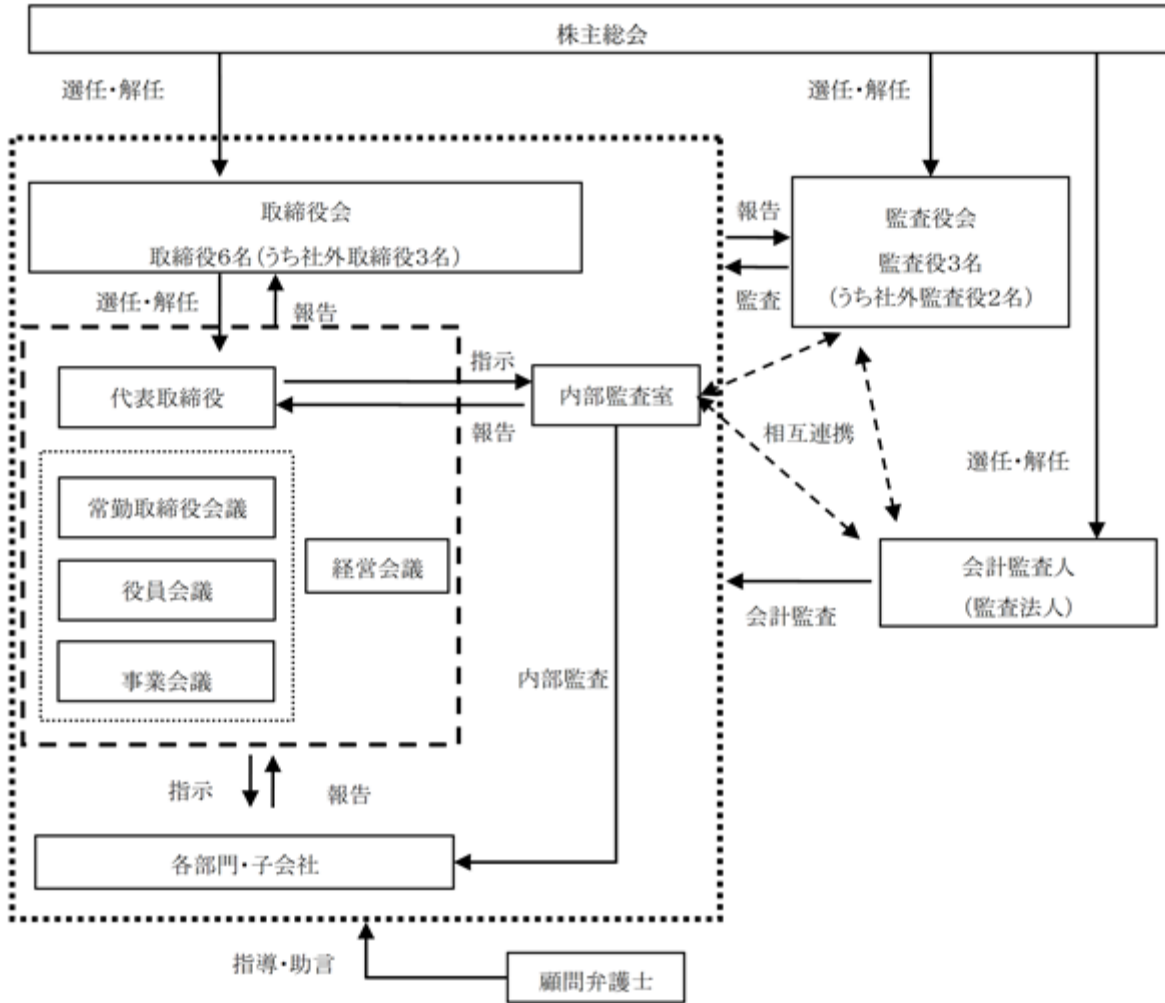 株主総会
選任・解任
選任・解任
取締役会
取締役6名(うち社外取締役3名)
報告
監査役会
監査役3名
(うち社外監査役2名)
監査
選任・解任
報告
代表取締役
指示
報告
内部監査室
相互連携
選任・解任
常勤取締役会議
役員会議
事業会議
経営会議
会計監査人
(監査法人)
会計監査
内部監査
指示
報告
各部門・子会社
指導・助言
顧問弁護士